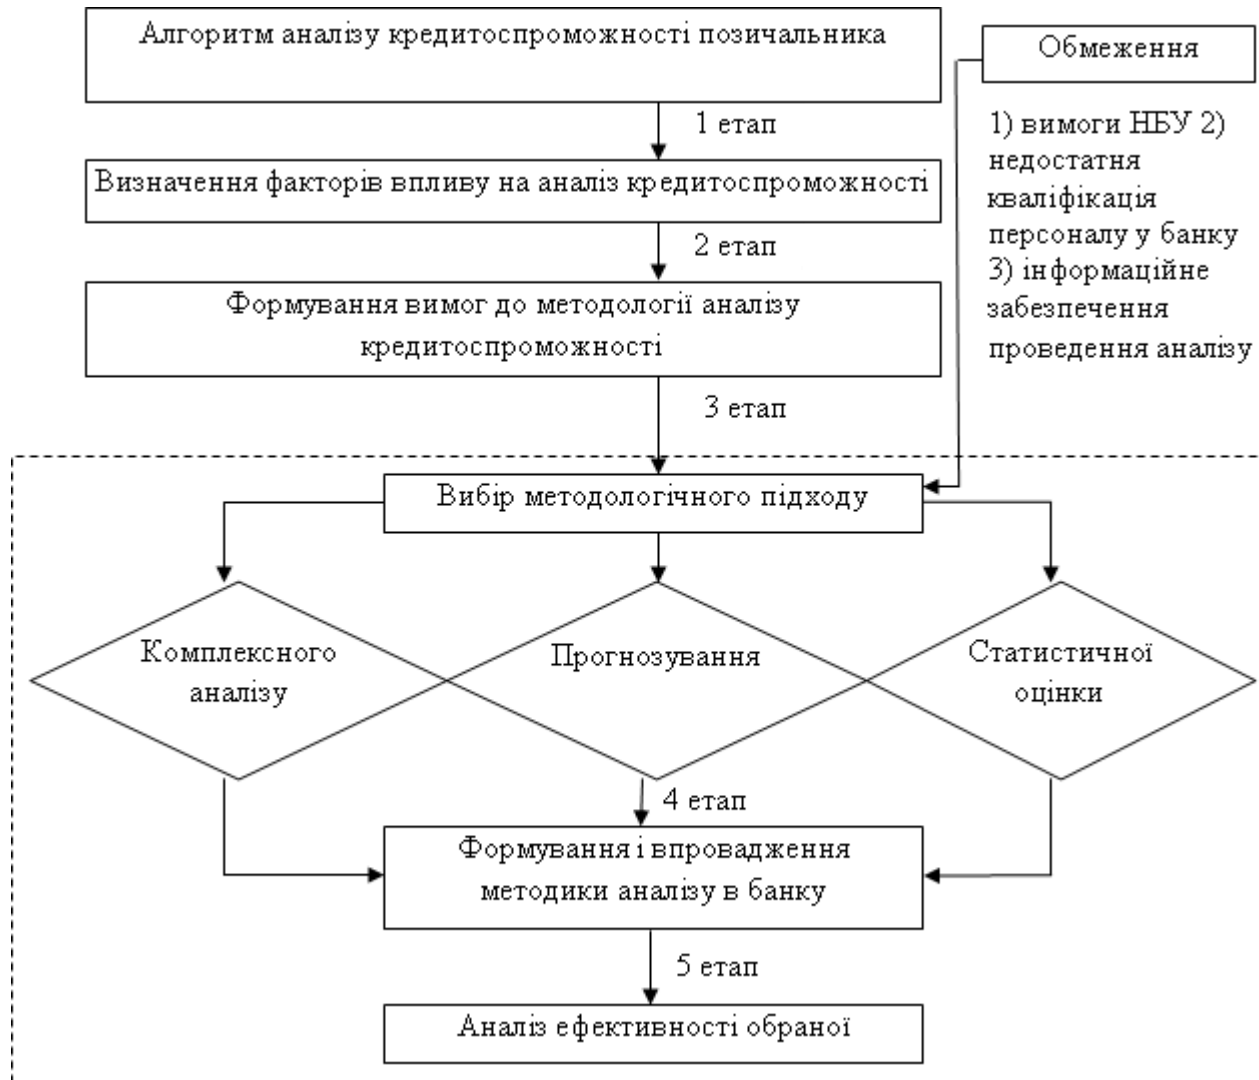 Алгоритм аналізу кредитоспроможності позичальника
Обмеження
1) вимоги НБУ 2)
недостатня
кваліфікація
персоналу у банку
3) інформаційне
забезпечення
проведення аналізу
1 етап
Визначення факторів впливу на аналіз кредитоспроможності
2 етап
Формування вимог до методології аналізу
кредитоспроможності
3 етап
Вибір методологічного підходу
Комплексного
аналізу
Прогнозування
Статистичної
оцінки
4 етап
Формування і впровадження
методики аналізу в банку
5 етап
Аналіз ефективності обраної